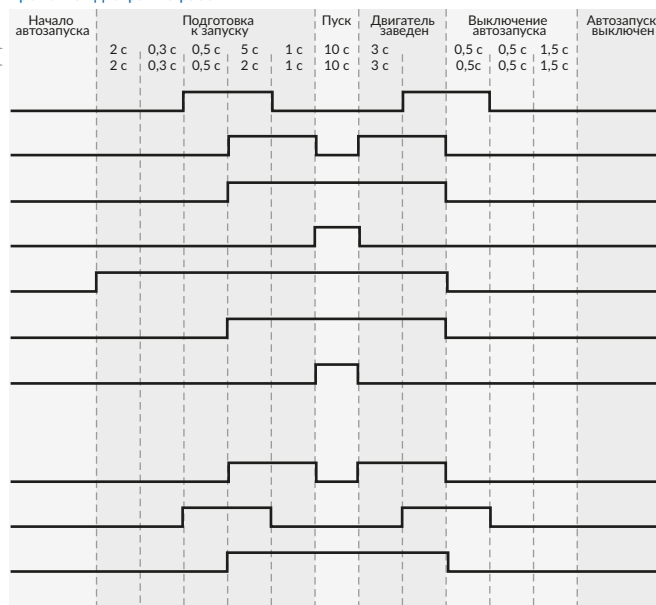 Начало
автозапуска
Подготовка
к запуску
Пуск
Двигатель
заведен
Выключение
автозапуска
Автозапуск
выключен
2 с 0,3 с 0,5 с 5 с 1 с 10 с 3 с 0,5 с 0,5 с 1,5 с
2 с 0,3 с 0,5 с 2 с 1 с 10 с 3 с 0,5с 0,5 с 1,5 с